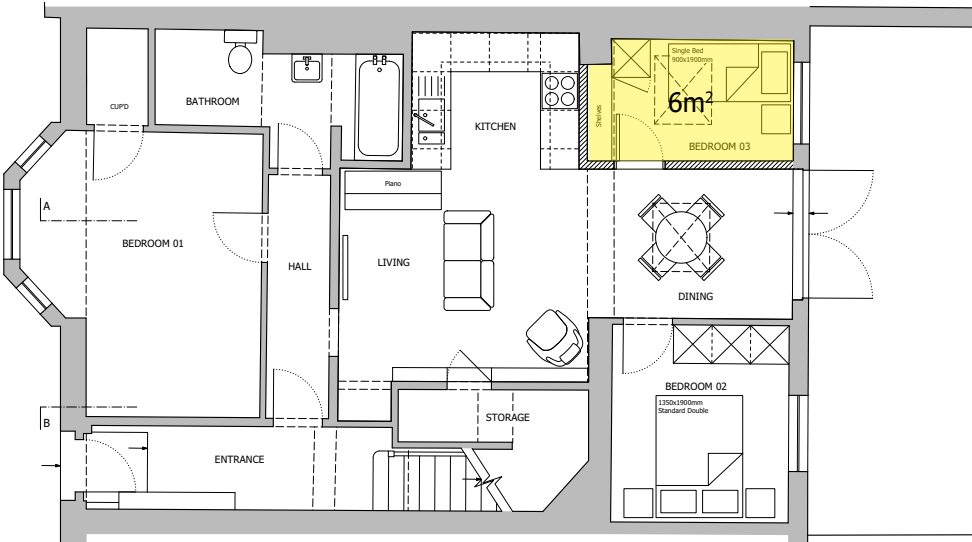 CUP'D
BATHROOM
KITCHEN
Single Bed
900x1900mm
6m²
Shelves
BEDROOM 03
Piano
A
BEDROOM 01
HALL
LIVING
DINING
BEDROOM 02
1350x1900mm
Standard Double
B
STORAGE
ENTRANCE